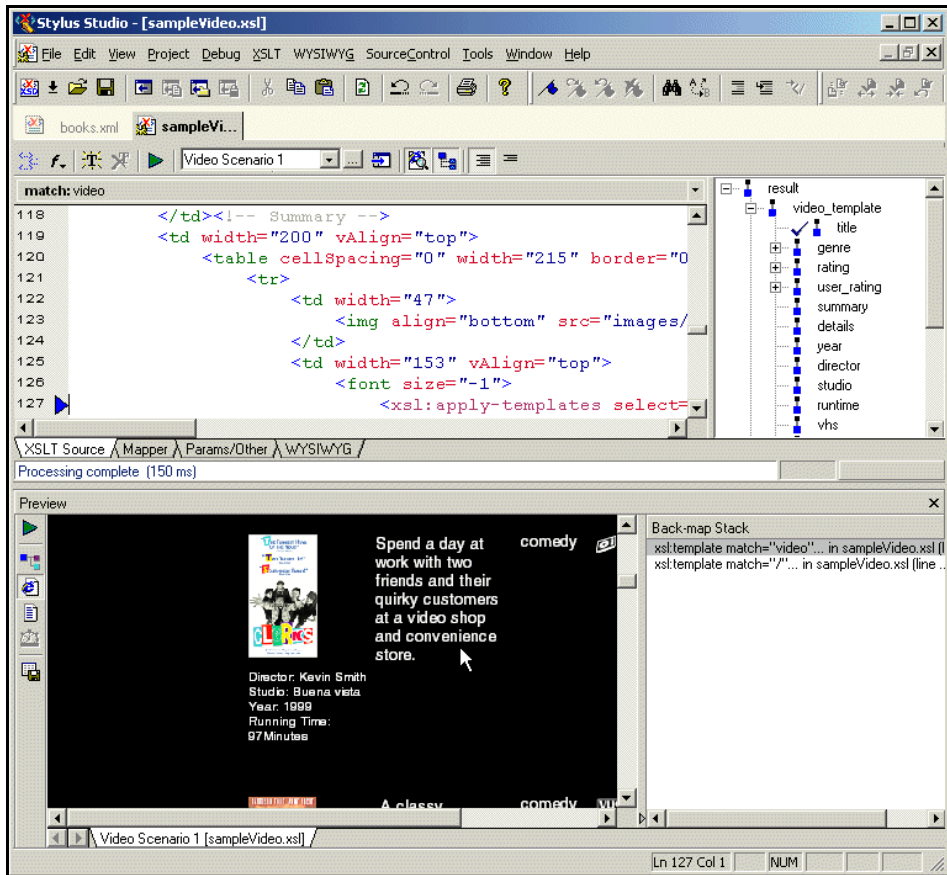 Stylus Studio - [sampleVideo.xsl]
File Edit View Project Debug XSLT WYSIWYG SourceControl Tools Window Help
books.xml sampleVi...
Video Scenario 1
match: video
118 </td><!-- Summary -->
119 <td width="200" vAlign="top">
120 <table cellSpacing="0" width="215" border="0
121 <tr>
122 <td width="47">
123 <img align="bottom" src="images/
124 </td>
125 <td width="153" vAlign="top">
126 <font size="-1">
127 <xsl:apply-templates select=
result
video_template
title
genre
rating
user_rating
summary
details
year
director
studio
runtime
vhs
XSLT Source Mapper Params/Other WYSIWYG
Processing complete (150 ms)
Preview
CLERKS
Director: Kevin Smith
Studio: Buena vista
Year: 1999
Running Time:
97Minutes
Spend a day at
work with two
friends and their
quirky customers
at a video shop
and convenience
store.
comedy
A classy
comedy
Back-map Stack
xsl:template match="video"... in sampleVideo.xsl (l
xsl:template match="/"... in sampleVideo.xsl (line ...
Video Scenario 1 [sampleVideo.xsl]
Ln 127 Col 1 NUM